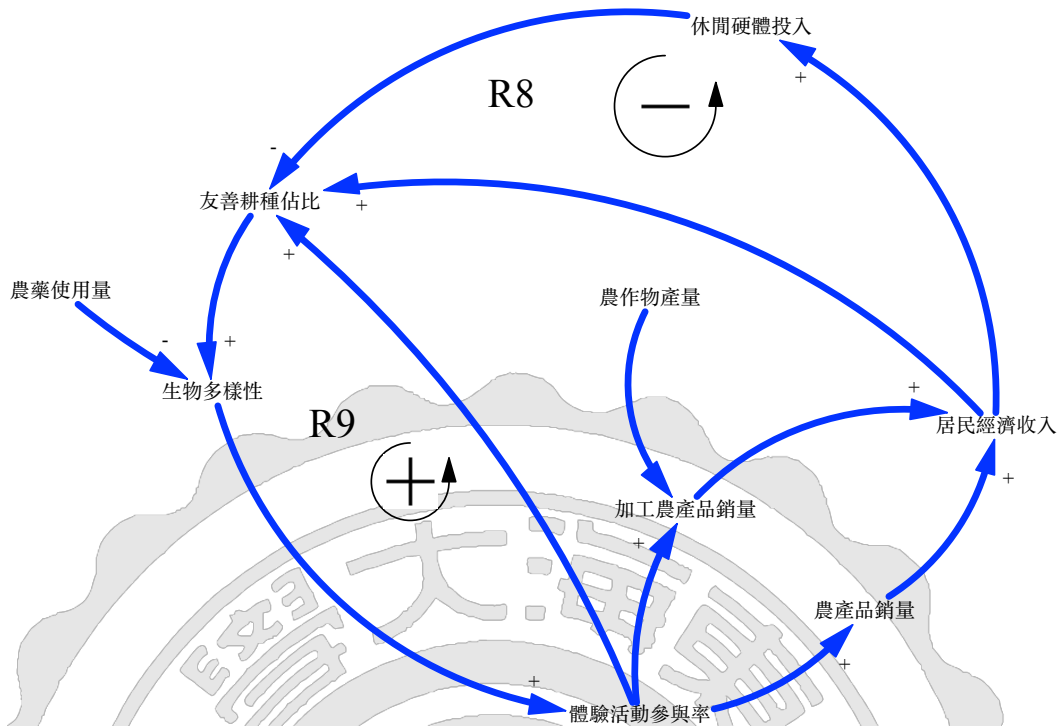 休閒硬體投入
+
R8
-
友善耕種佔比
+
+
農藥使用量
農作物產量
-
+
生物多樣性
+
R9
居民經濟收入
+
加工農產品銷量
+
農產品銷量
+
+
體驗活動參與率